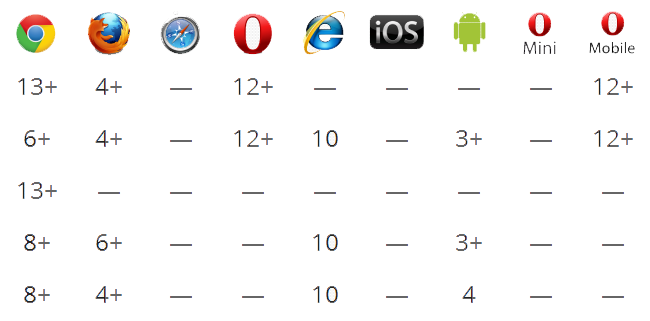 iOS
Mini Mobile
13+ 4+ — 12+ — — — — 12+
6+ 4+ — 12+ 10 — 3+ — 12+
13+ — — — — — — — —
8+ 6+ — — 10 — 3+ — —
8+ 4+ — — 10 — 4 — —